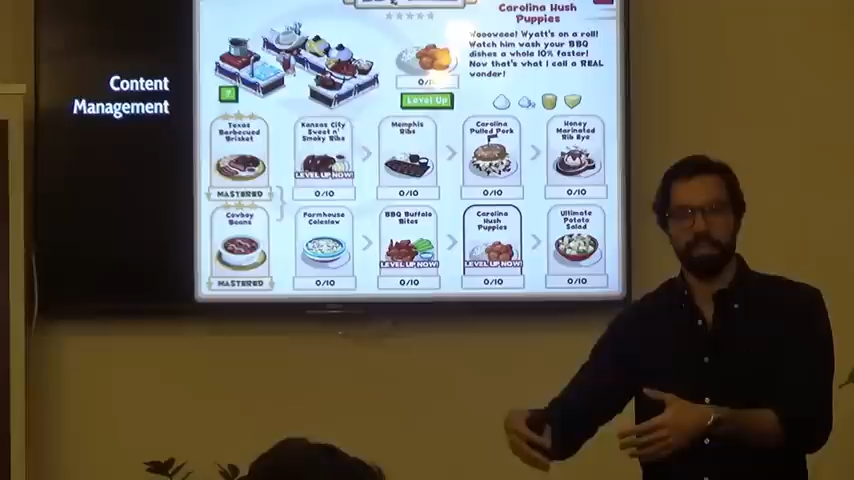 Content
Management
Carolina Hush
Puppies
Wooowee! Wyatt's on a roll!
Watch him wash your BBQ
dishes a whole 10% faster!
Now that's what I call a REAL
wonder!
0/10
?
Level Up
Texas
Barbecued
Brisket
MASTERED
Kansas City
Sweet n'
Smoky Ribs
LEVEL UP NOW!
0/10
Memphis
Ribs
0/10
Carolina
Pulled Pork
0/10
Honey
Marinated
Rib Eye
0/10
Cowboy
Beans
MASTERED
Farmhouse
Coleslaw
0/10
BBQ Buffalo
Bites
LEVEL UP NOW!
0/10
Carolina
Hush
Puppies
LEVEL UP NOW!
0/10
Ultimate
Potato
Salad
0/10